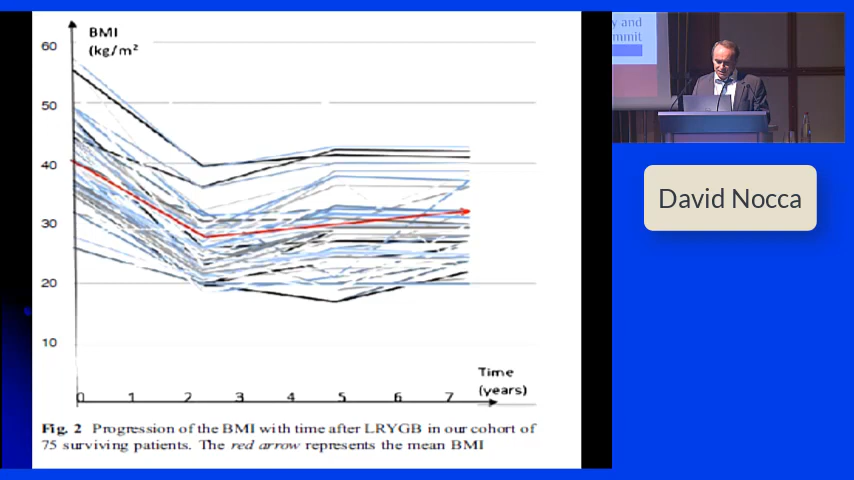 BMI
(kg/m²
60
50
40
30
20
10
Time
(years)
0 1 2 3 4 5 6 7
Fig. 2 Progression of the BMI with time after LRYGB in our cohort of
75 surviving patients. The red arrow represents the mean BMI
y and
mmit
David Nocca